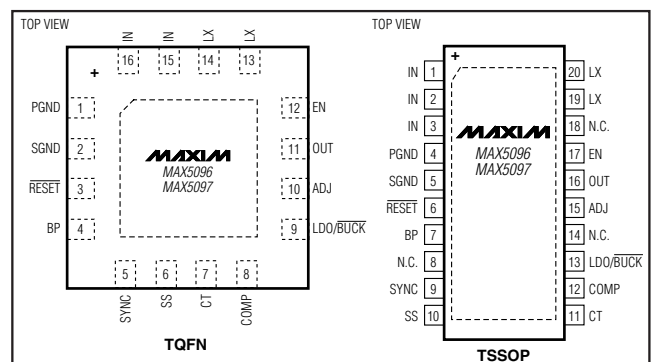 TOP VIEW
IN
IN
LX
LX
16
15
14
13
+
PGND 1
SGND 2
RESET 3
BP 4
12 EN
11 OUT
10 ADJ
9 LDO/BUCK
MAXIM
MAX5096
MAX5097
5
6
7
8
SYNC
SS
CT
COMP
TQFN
TOP VIEW
+
IN 1
IN 2
IN 3
PGND 4
SGND 5
RESET 6
BP 7
N.C. 8
SYNC 9
SS 10
MAXIM
MAX5096
MAX5097
20 LX
19 LX
18 N.C.
17 EN
16 OUT
15 ADJ
14 N.C.
13 LDO/BUCK
12 COMP
11 CT
TSSOP